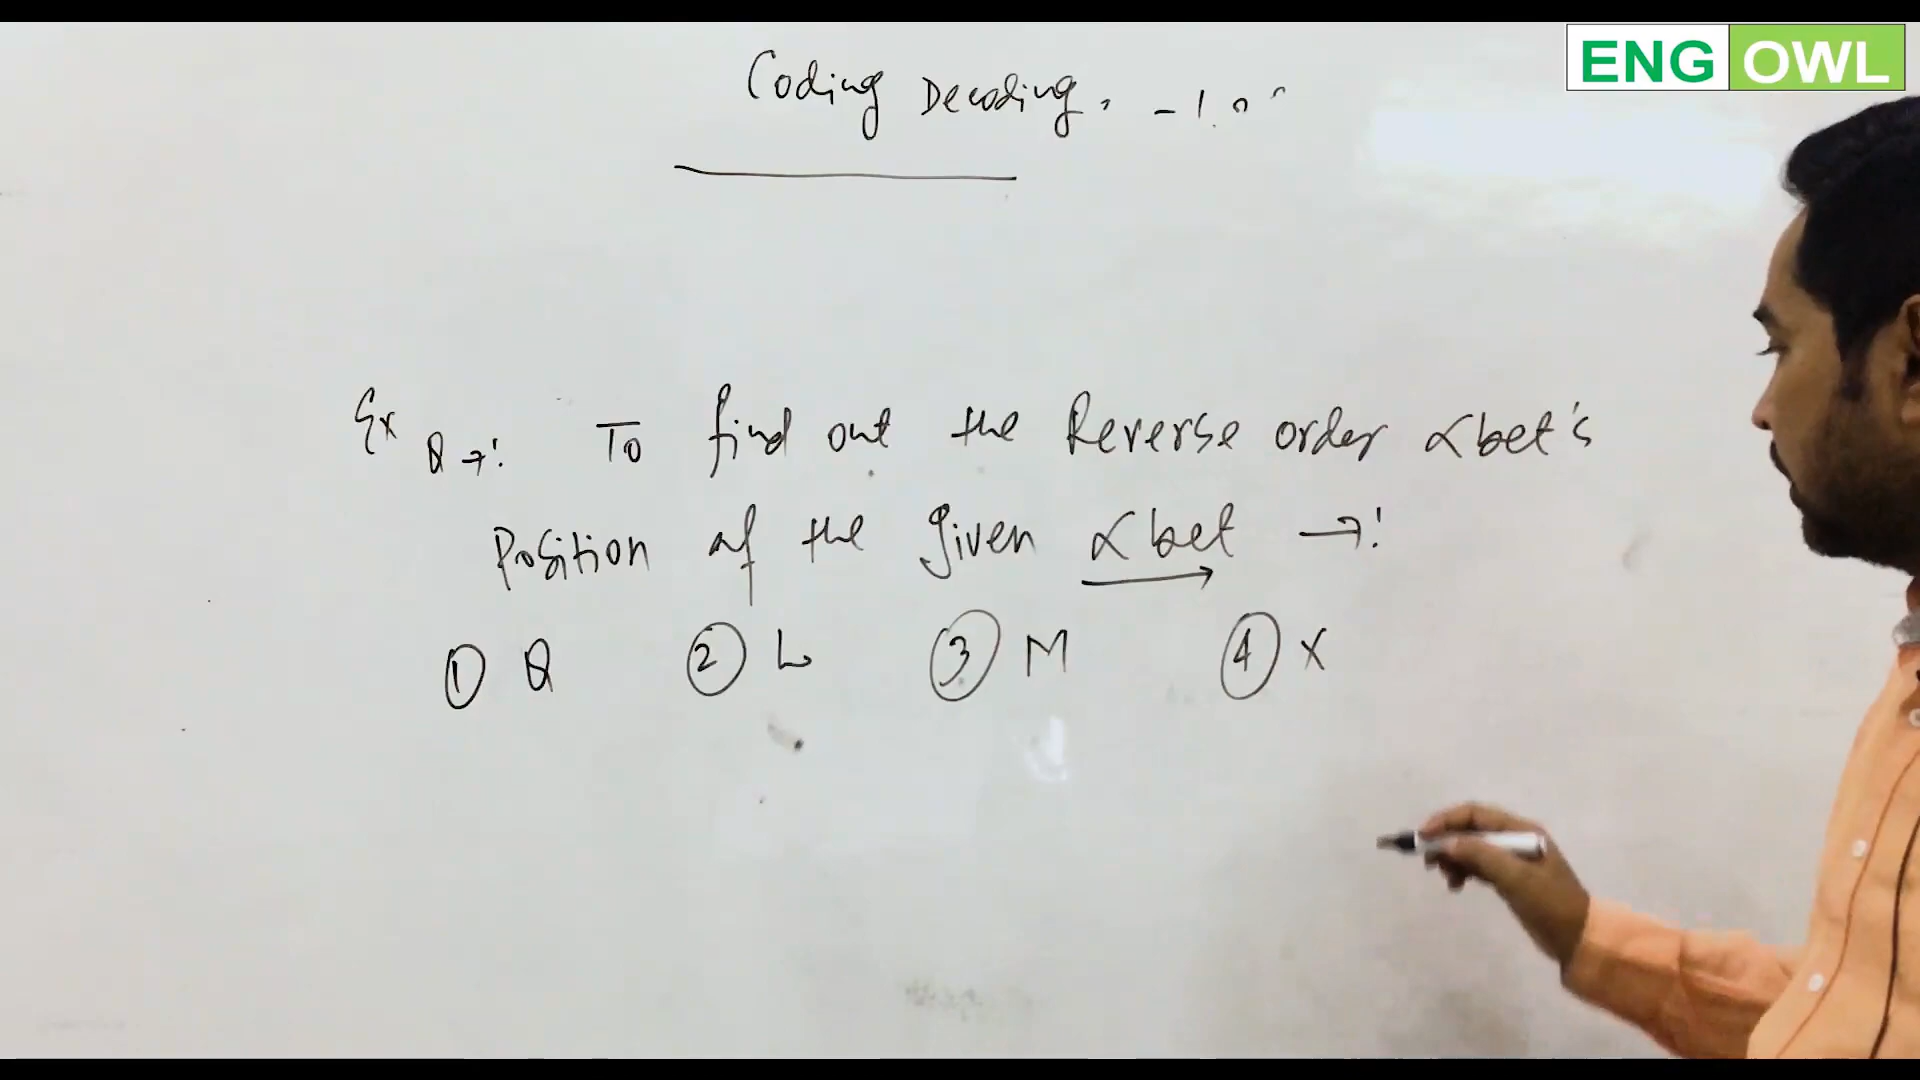 ENG OWL
Coding Decoding.
Ex Q →: To find out the Reverse order αbet's
Position of the given αbet →:
① Q ② L ③ M ④ X